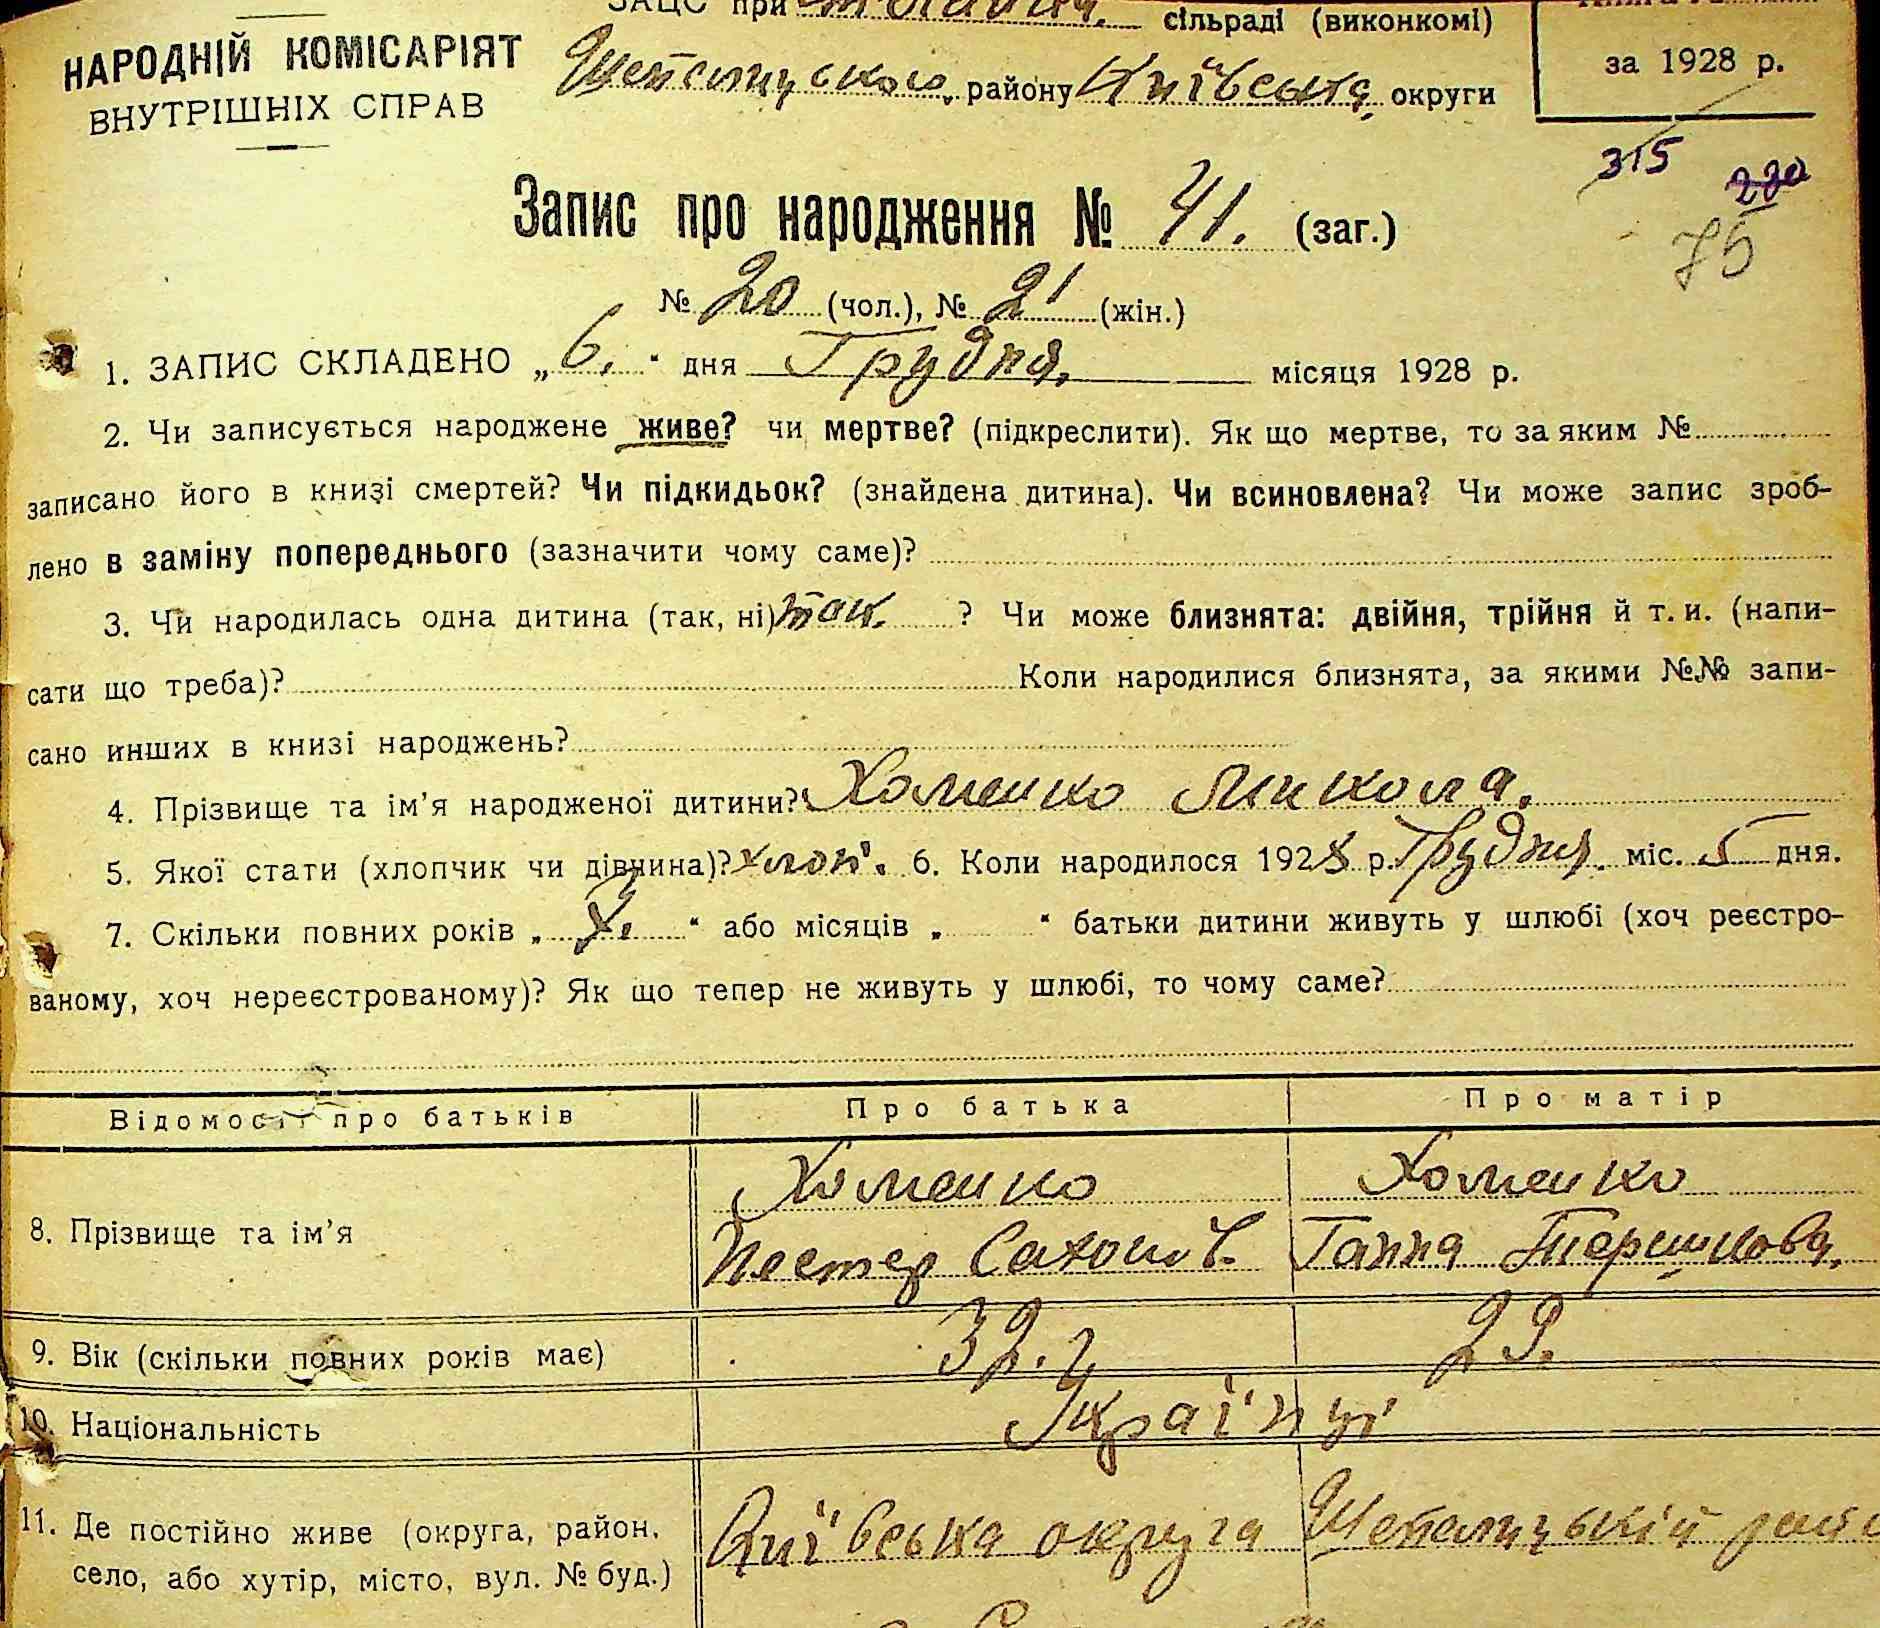 ЗАЦС при сільраді (виконкомі)
НАРОДНІЙ КОМІСАРІЯТ
ВНУТРІШНІХ СПРАВ
району Київська округи
за 1928 р.
315
220
75
Запис про народження № 41. (заг.)
№ 20 (чол.), № 21 (жін.)
1. ЗАПИС СКЛАДЕНО „6.“ дня Грудня. місяця 1928 р.
2. Чи записується народжене живе? чи мертве? (підкреслити). Як що мертве, то за яким №
записано його в книзі смертей? Чи підкидьок? (знайдена дитина). Чи всиновлена? Чи може запис зроб-
лено в заміну попереднього (зазначити чому саме)?
3. Чи народилась одна дитина (так, ні) так. ? Чи може близнята: двійня, трійня й т. и. (напи-
сати що треба)? Коли народилися близнята, за якими №№ запи-
сано инших в книзі народжень?
4. Прізвище та ім’я народженої дитини? Хоменко Микола.
5. Якої стати (хлопчик чи дівчина)? хлоп. 6. Коли народилося 1928 р. Грудня. міс. 5 дня.
7. Скільки повних років „ “ або місяців „ “ батьки дитини живуть у шлюбі (хоч реєстро-
ваному, хоч нереєстрованому)? Як що тепер не живуть у шлюбі, то чому саме?
Відомості про батьків Про батька Про матір
Хоменко Хоменко
8. Прізвище та ім’я Нестер Ганна
9. Вік (скільки повних років має) 32. 29.
10. Національність Українці
11. Де постійно живе (округа, район, Київська округа
село, або хутір, місто, вул. № буд.)